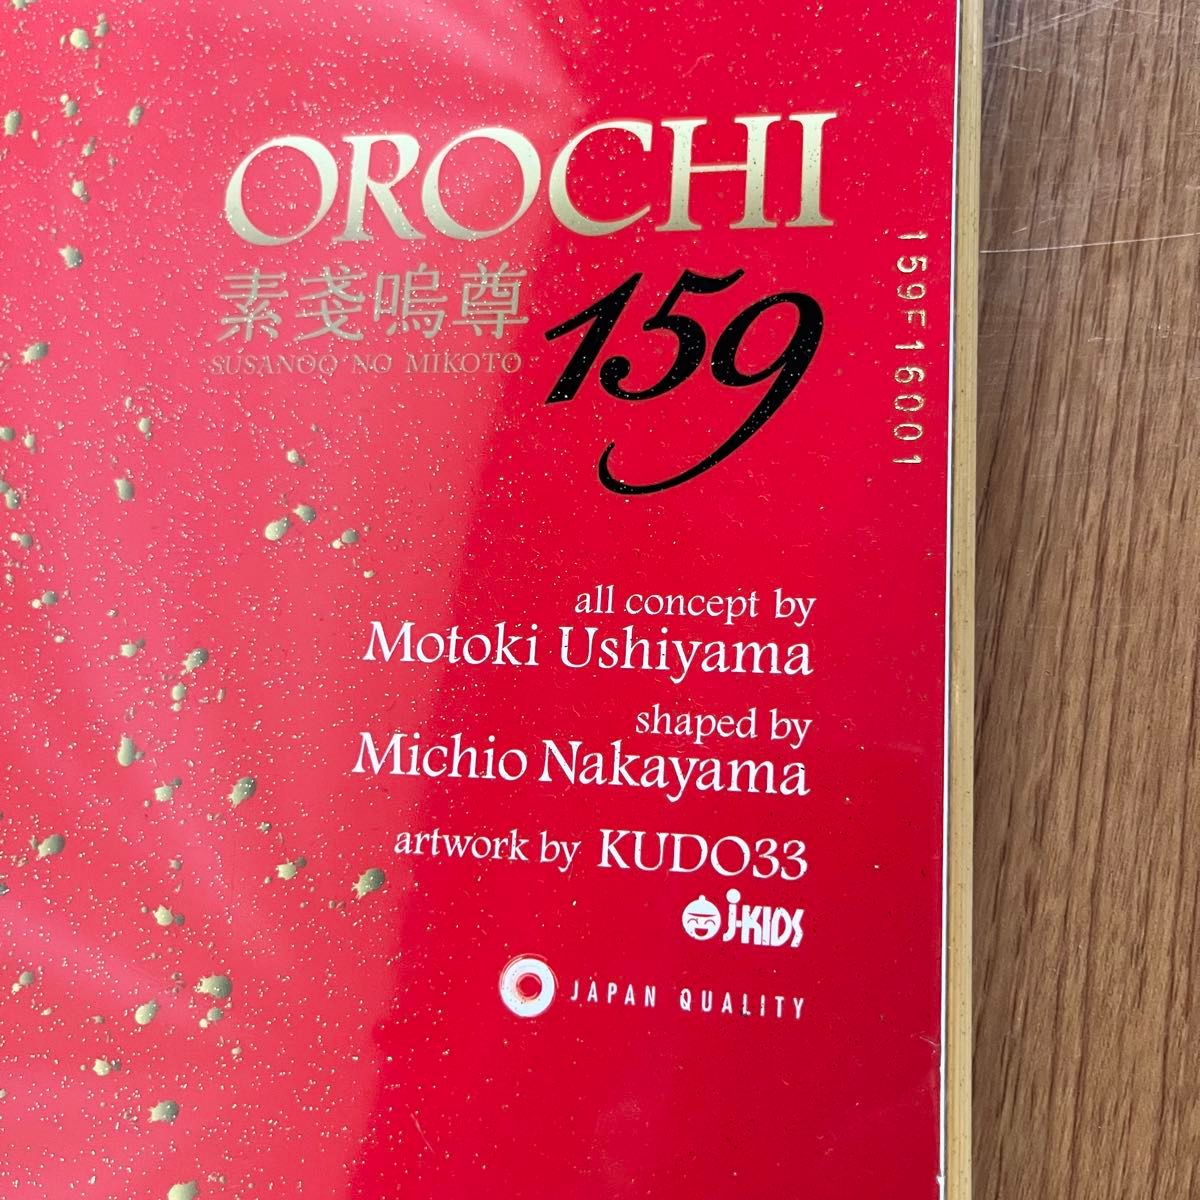 OROCHI
素戔嗚尊
SUSANOO NO MIKOTO
159
159F16001
all concept by
Motoki Ushiyama
shaped by
Michio Nakayama
artwork by KUDO33
j-KIDS
JAPAN QUALITY